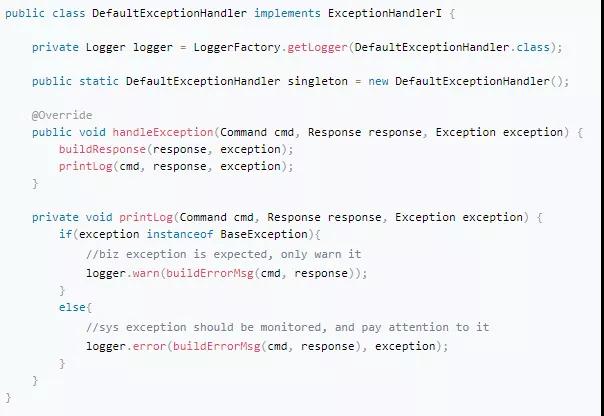 public class DefaultExceptionHandler implements ExceptionHandlerI {
private Logger logger = LoggerFactory.getLogger(DefaultExceptionHandler.class);
public static DefaultExceptionHandler singleton = new DefaultExceptionHandler();
@Override
public void handleException(Command cmd, Response response, Exception exception) {
buildResponse(response, exception);
printLog(cmd, response, exception);
}
private void printLog(Command cmd, Response response, Exception exception) {
if(exception instanceof BaseException){
//biz exception is expected, only warn it
logger.warn(buildErrorMsg(cmd, response));
}
else{
//sys exception should be monitored, and pay attention to it
logger.error(buildErrorMsg(cmd, response), exception);
}
}
}